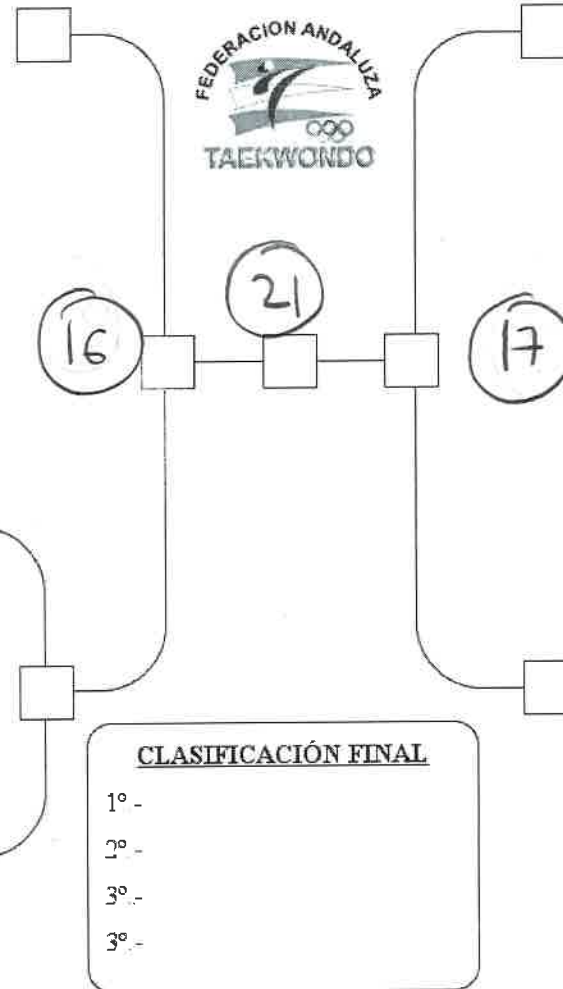 FEDERACION ANDALUZA
TAEKWONDO
21
16
17
CLASIFICACIÓN FINAL
1º.-
2º.-
3º.-
3º.-